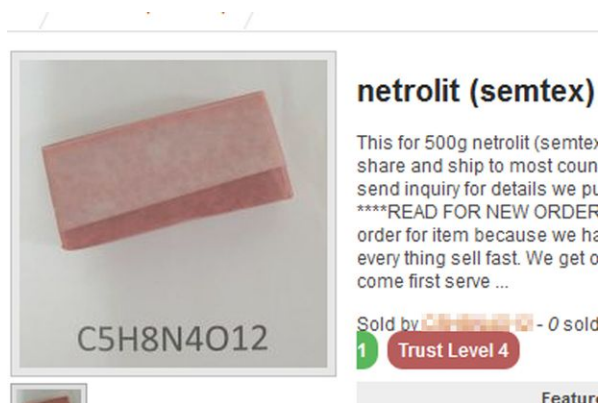 netrolit (semtex)
This for 500g netrolit (semtex
share and ship to most coun
send inquiry for details we pu
****READ FOR NEW ORDER
order for item because we ha
every thing sell fast. We get o
come first serve ...
C5H8N4O12
Sold by - 0 sold
1 Trust Level 4
Feature